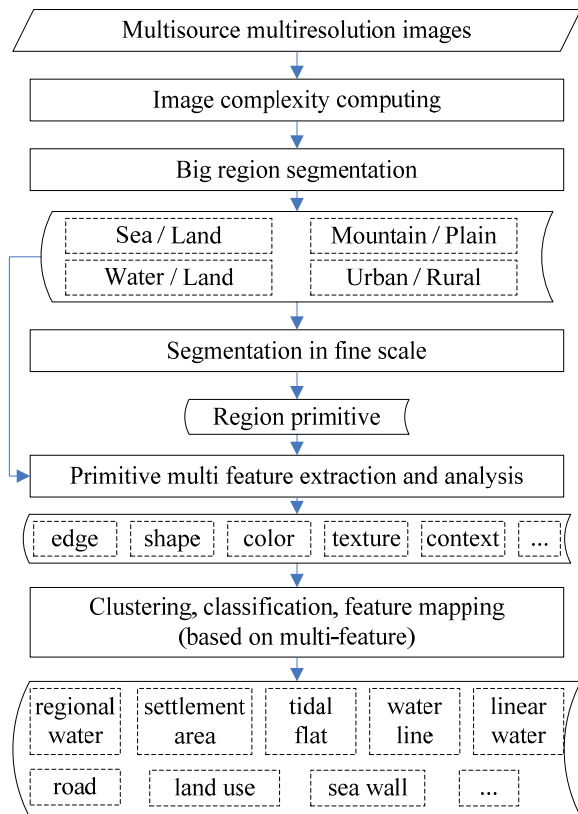 Multisource multiresolution images
Image complexity computing
Big region segmentation
Sea / Land
Mountain / Plain
Water / Land
Urban / Rural
Segmentation in fine scale
Region primitive
Primitive multi feature extraction and analysis
edge
shape
color
texture
context
...
Clustering, classification, feature mapping
(based on multi-feature)
regional
water
settlement
area
tidal
flat
water
line
linear
water
road
land use
sea wall
...